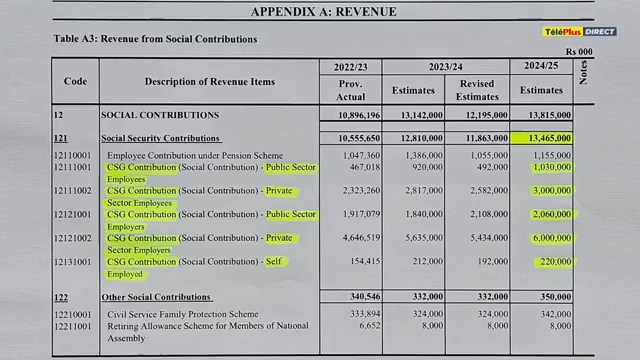 APPENDIX A: REVENUE
TéléPlus DIRECT
Table A3: Revenue from Social Contributions
Rs 000
Code Description of Revenue Items 2022/23 2023/24 2024/25 Notes
Prov. Actual Estimates Revised Estimates Estimates
12 SOCIAL CONTRIBUTIONS 10,896,196 13,142,000 12,195,000 13,815,000
121 Social Security Contributions 10,555,650 12,810,000 11,863,000 13,465,000
12110001 Employee Contribution under Pension Scheme 1,047,360 1,386,000 1,055,000 1,155,000
12111001 CSG Contribution (Social Contribution) - Public Sector 467,018 920,000 492,000 1,030,000
Employees
12111002 CSG Contribution (Social Contribution) - Private 2,323,260 2,817,000 2,582,000 3,000,000
Sector Employees
12121001 CSG Contribution (Social Contribution) - Public Sector 1,917,079 1,840,000 2,108,000 2,060,000
Employers
12121002 CSG Contribution (Social Contribution) - Private 4,646,519 5,635,000 5,434,000 6,000,000
Sector Employers
12131001 CSG Contribution (Social Contribution) - Self 154,415 212,000 192,000 220,000
Employed
122 Other Social Contributions 340,546 332,000 332,000 350,000
12210001 Civil Service Family Protection Scheme 333,894 324,000 324,000 342,000
12211001 Retiring Allowance Scheme for Members of National 6,652 8,000 8,000 8,000
Assembly